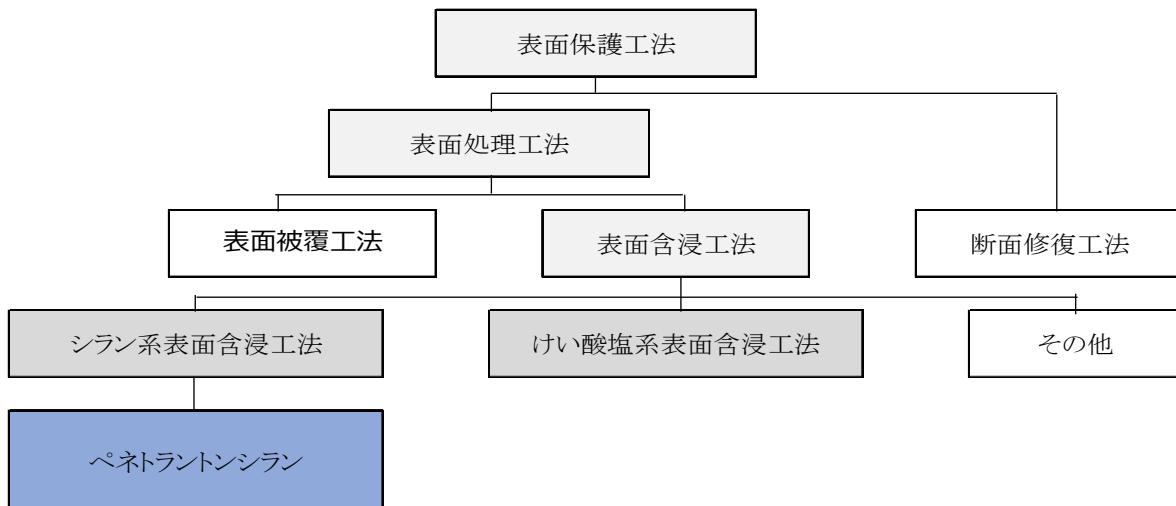 表面保護工法
表面処理工法
表面被覆工法
表面含浸工法
断面修復工法
シラン系表面含浸工法
けい酸塩系表面含浸工法
その他
ペネトラントンシラン